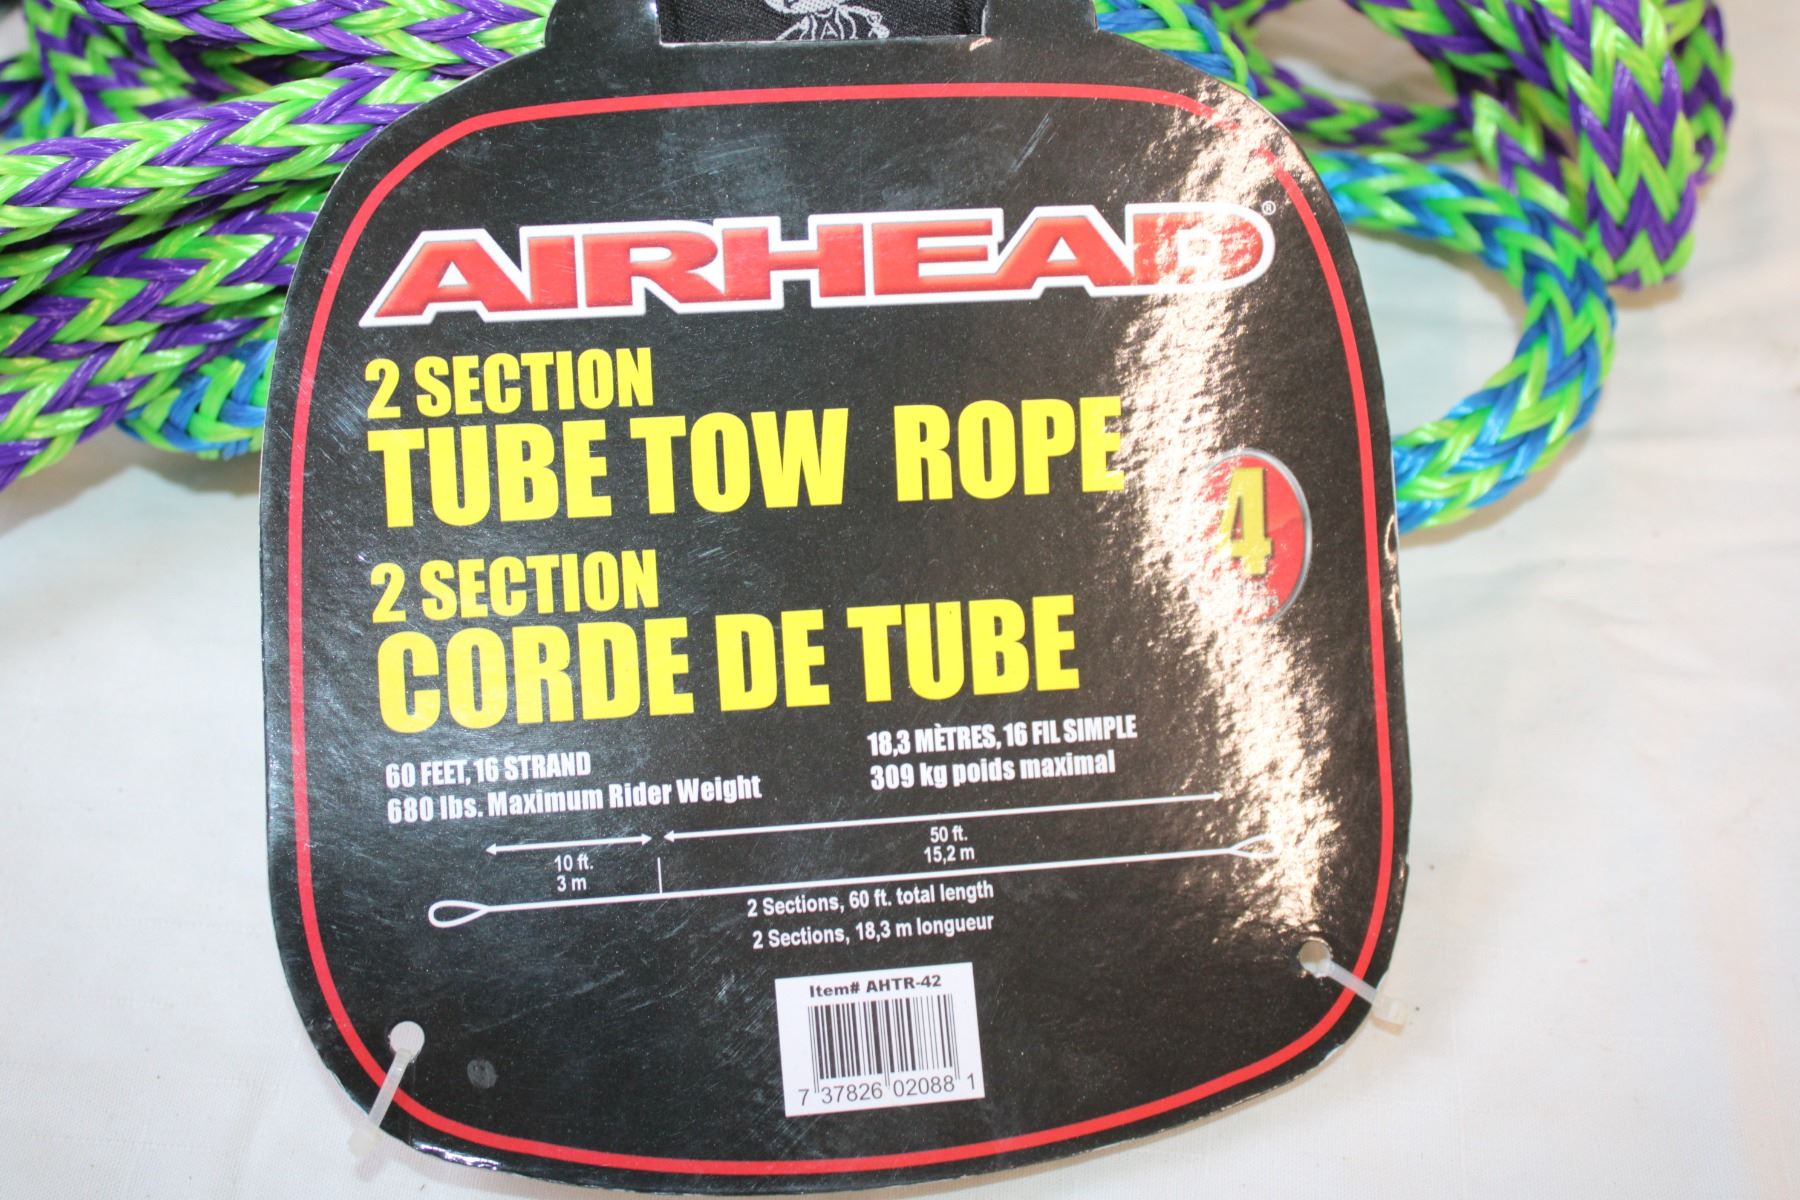 AIRHEAD®
2 SECTION
TUBE TOW ROPE
4
2 SECTION
CORDE DE TUBE
60 FEET, 16 STRAND
680 lbs. Maximum Rider Weight
18,3 MÈTRES, 16 FIL SIMPLE
309 kg poids maximal
10 ft.
3 m
50 ft.
15,2 m
2 Sections, 60 ft. total length
2 Sections, 18,3 m longueur
Item# AHTR-42
7 37826 02088 1